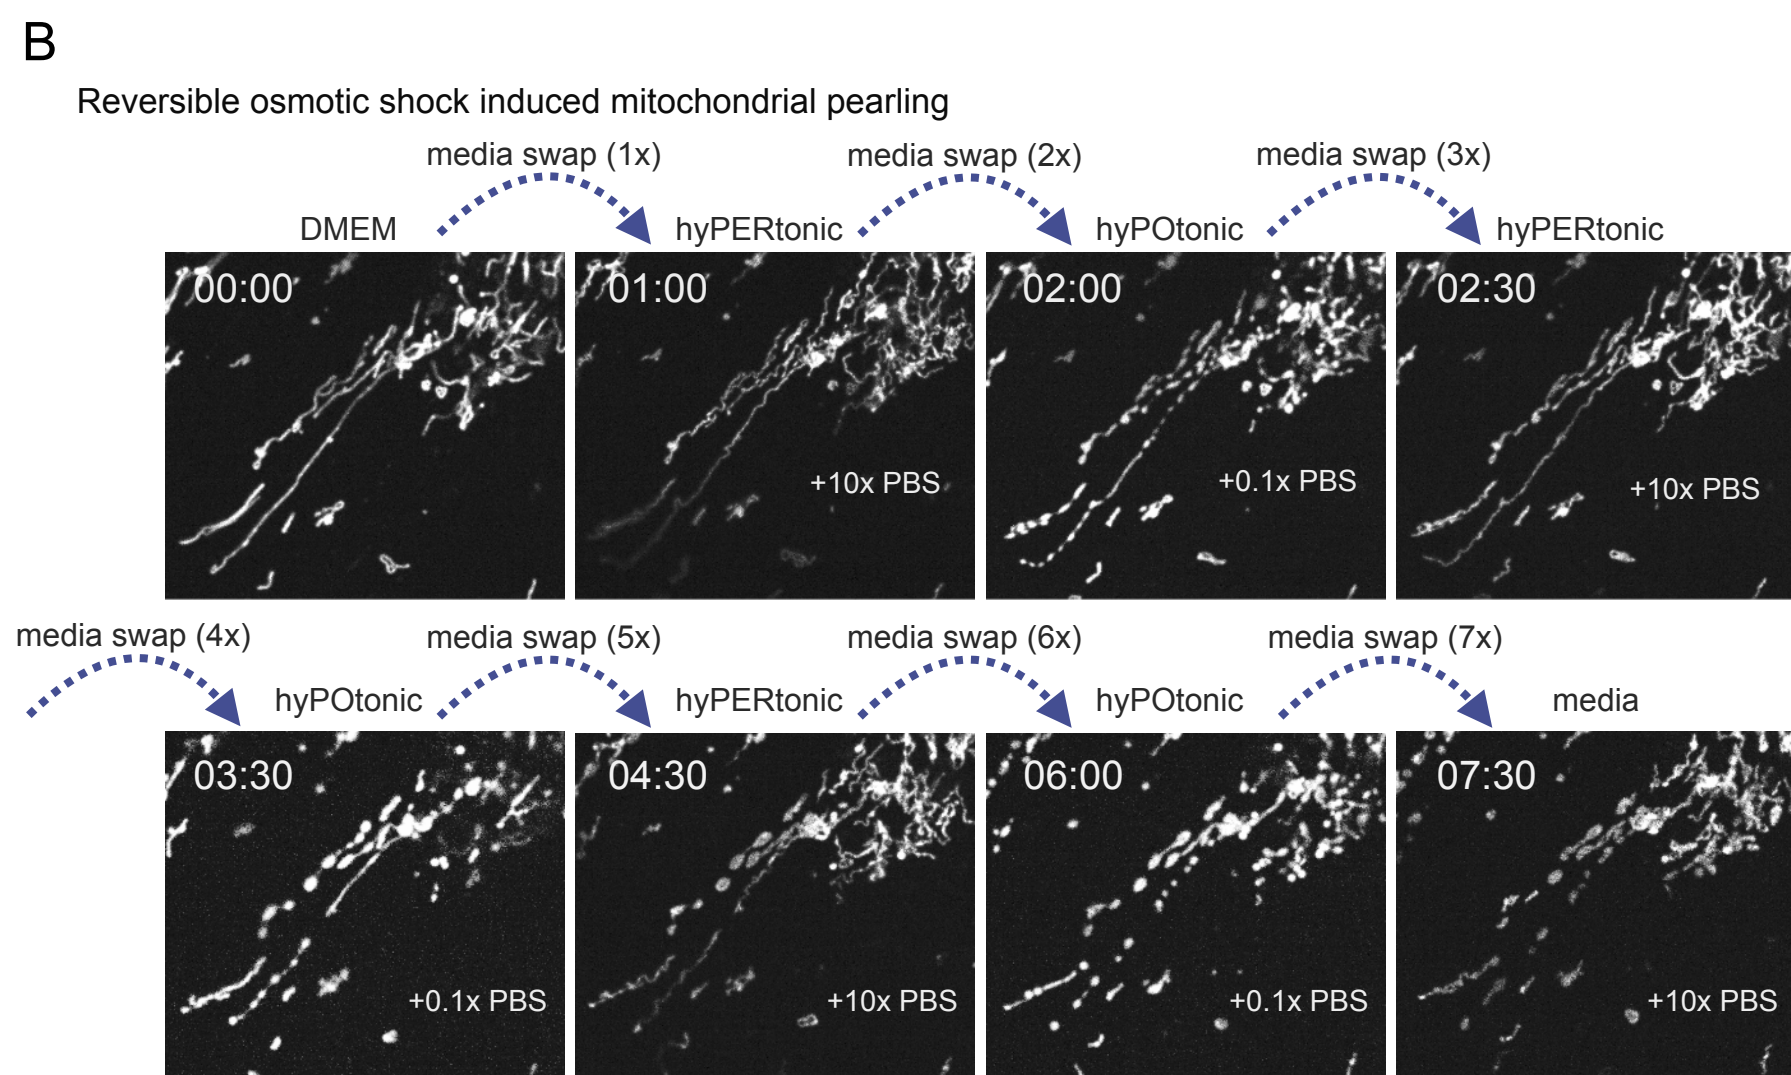 B
Reversible osmotic shock induced mitochondrial pearling
media swap (1x)
media swap (2x)
media swap (3x)
DMEM
hyPERtonic
hyPOtonic
hyPERtonic
00:00
01:00
02:00
02:30
+10x PBS
+0.1x PBS
+10x PBS
media swap (4x)
media swap (5x)
media swap (6x)
media swap (7x)
hyPOtonic
hyPERtonic
hyPOtonic
media
03:30
04:30
06:00
07:30
+0.1x PBS
+10x PBS
+0.1x PBS
+10x PBS